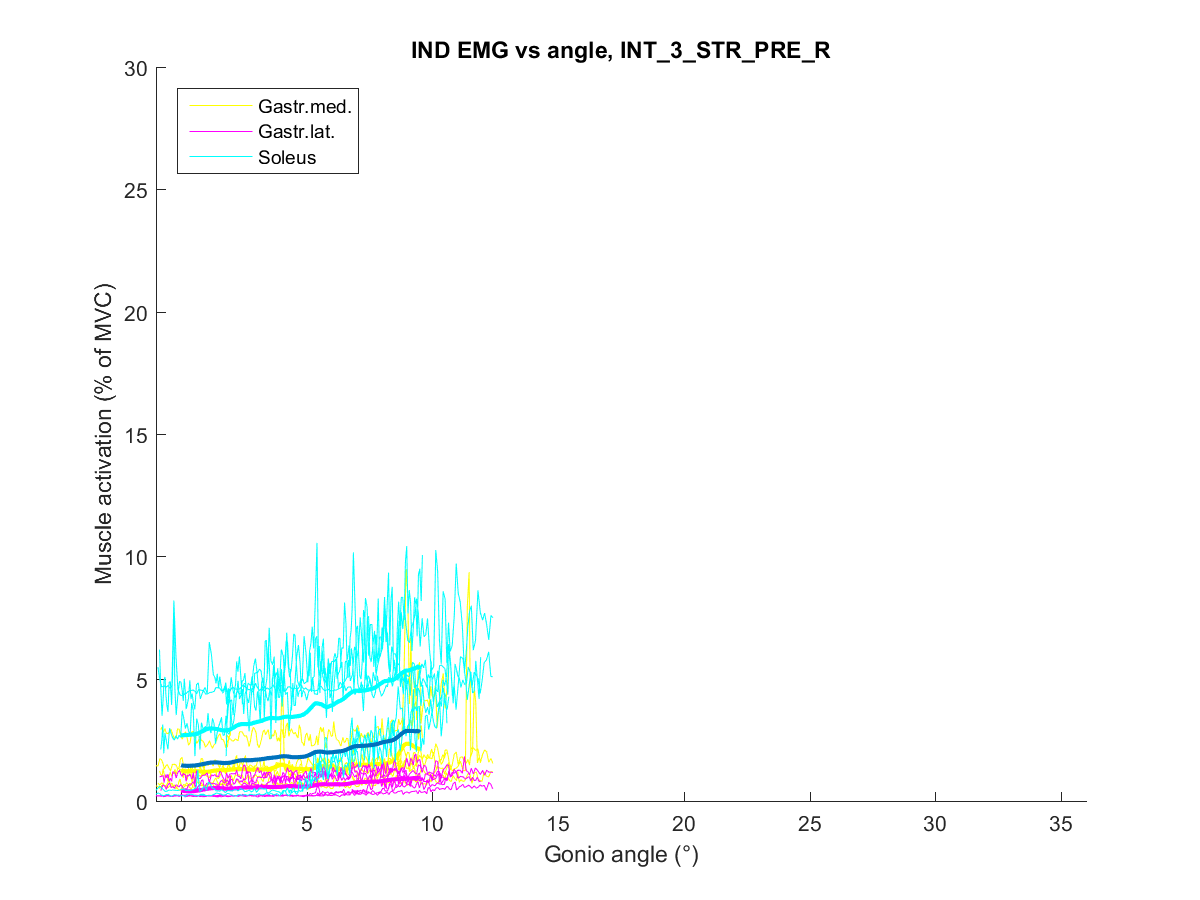 IND EMG vs angle, INT_3_STR_PRE_R
30
25
20
15
10
5
0
Gastr.med.
Gastr.lat.
Soleus
Muscle activation (% of MVC)
0 5 10 15 20 25 30 35
Gonio angle (°)